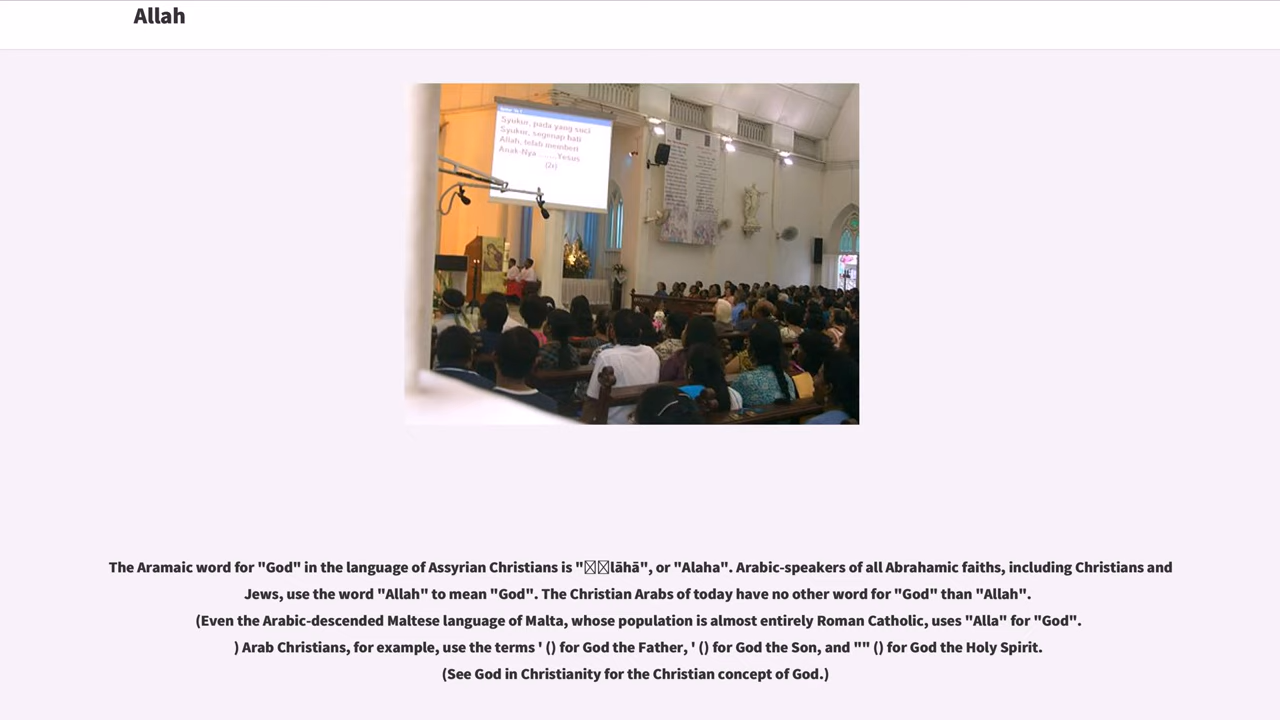 Allah
Syukur, pada yang suci
Syukur, segenap hati
Allah, telah memberi
Anak-Nya ........Yesus
(2x)
The Aramaic word for "God" in the language of Assyrian Christians is "lāhā", or "Alaha". Arabic-speakers of all Abrahamic faiths, including Christians and
Jews, use the word "Allah" to mean "God". The Christian Arabs of today have no other word for "God" than "Allah".
(Even the Arabic-descended Maltese language of Malta, whose population is almost entirely Roman Catholic, uses "Alla" for "God".
) Arab Christians, for example, use the terms ' () for God the Father, ' () for God the Son, and "" () for God the Holy Spirit.
(See God in Christianity for the Christian concept of God.)